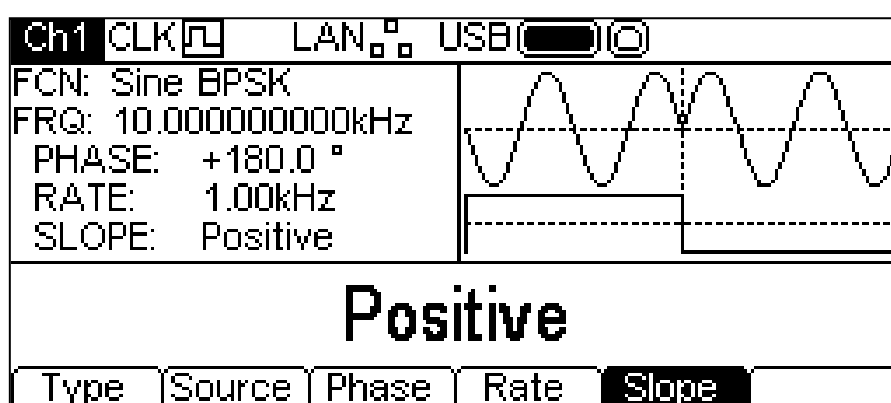 Ch1 CLK LAN USB
FCN: Sine BPSK
FRQ: 10.000000000kHz
PHASE: +180.0 °
RATE: 1.00kHz
SLOPE: Positive
Positive
Type Source Phase Rate Slope